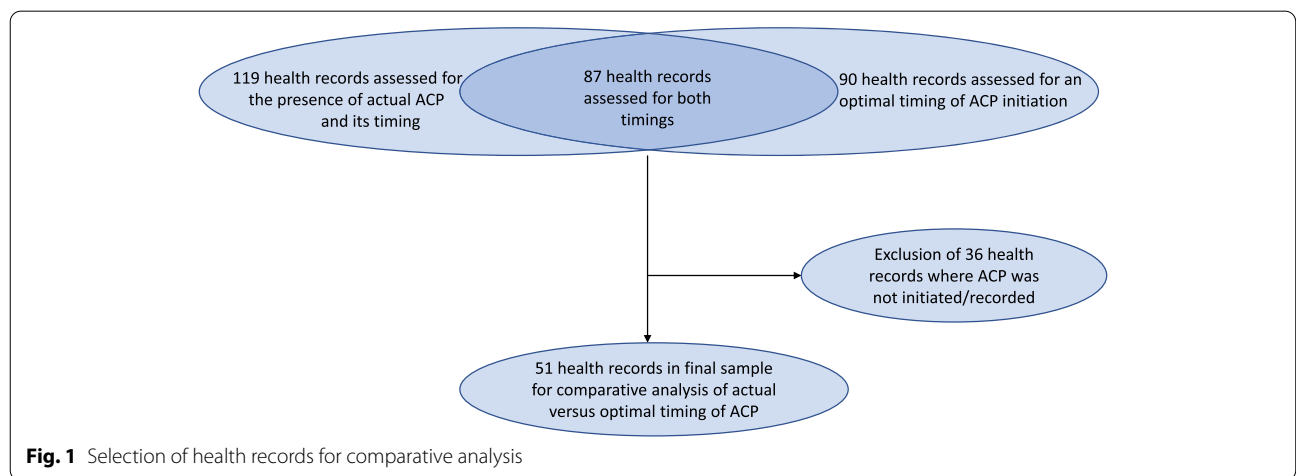 119 health records assessed for
the presence of actual ACP
and its timing
87 health records
assessed for both
timings
90 health records assessed for an
optimal timing of ACP initiation
Exclusion of 36 health
records where ACP was
not initiated/recorded
51 health records in final sample
for comparative analysis of actual
versus optimal timing of ACP
Fig. 1 Selection of health records for comparative analysis